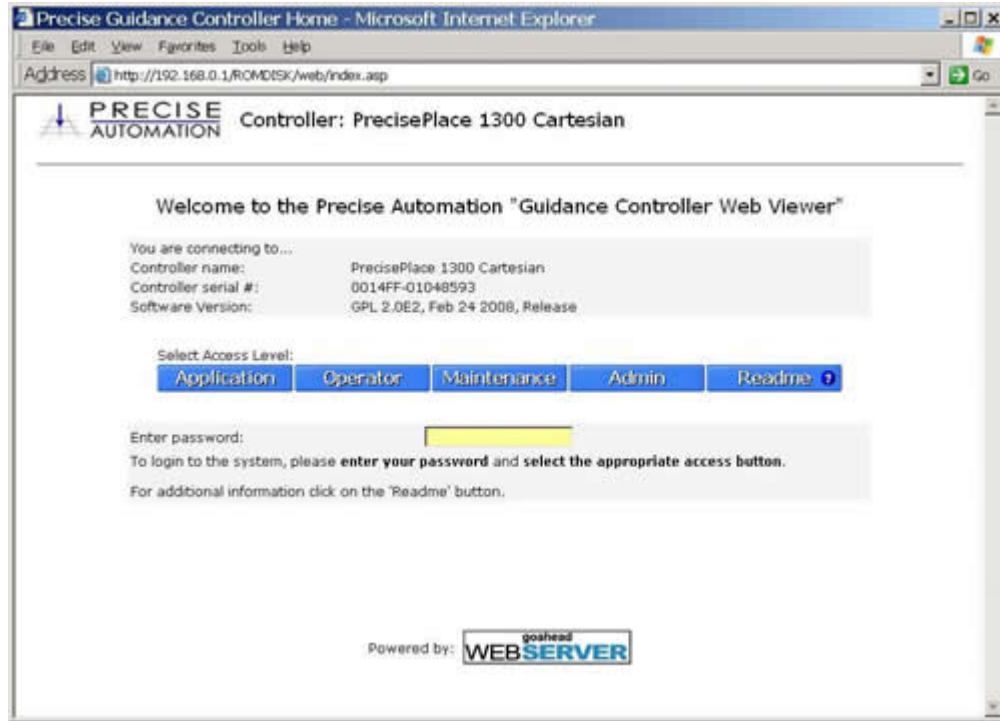 Precise Guidance Controller Home - Microsoft Internet Explorer
File Edit View Favorites Tools Help
Address http://192.168.0.1/ROMDISK/web/index.asp Go
PRECISE
AUTOMATION
Controller: PrecisePlace 1300 Cartesian
Welcome to the Precise Automation "Guidance Controller Web Viewer"
You are connecting to...
Controller name: PrecisePlace 1300 Cartesian
Controller serial #: 0014FF-01048593
Software Version: GPL 2.0E2, Feb 24 2008, Release
Select Access Level:
Application Operator Maintenance Admin Readme ?
Enter password:
To login to the system, please enter your password and select the appropriate access button.
For additional information click on the 'Readme' button.
Powered by: goahead WEBSERVER